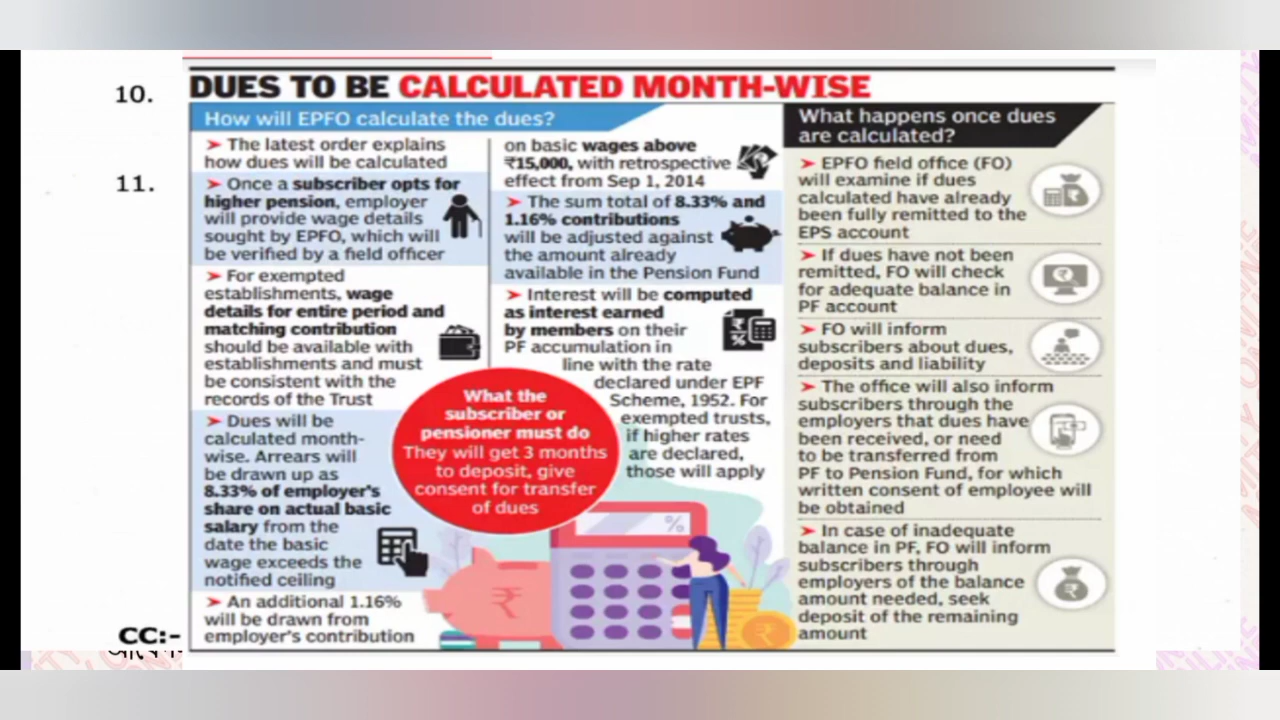 10.
11.
CC:-
DUES TO BE CALCULATED MONTH-WISE
How will EPFO calculate the dues?
➤ The latest order explains
how dues will be calculated
➤ Once a subscriber opts for
higher pension, employer
will provide wage details
sought by EPFO, which will
be verified by a field officer
➤ For exempted
establishments, wage
details for entire period and
matching contribution
should be available with
establishments and must
be consistent with the
records of the Trust
➤ Dues will be
calculated month-
wise. Arrears will
be drawn up as
8.33% of employer's
share on actual basic
salary from the
date the basic
wage exceeds the
notified ceiling
➤ An additional 1.16%
will be drawn from
employer's contribution
on basic wages above
₹15,000, with retrospective
effect from Sep 1, 2014
➤ The sum total of 8.33% and
1.16% contributions
will be adjusted against
the amount already
available in the Pension Fund
➤ Interest will be computed
as interest earned
by members on their
PF accumulation in
line with the rate
declared under EPF
Scheme, 1952. For
exempted trusts,
if higher rates
are declared,
those will apply
What the
subscriber or
pensioner must do
They will get 3 months
to deposit, give
consent for transfer
of dues
What happens once dues
are calculated?
➤ EPFO field office (FO)
will examine if dues
calculated have already
been fully remitted to the
EPS account
➤ If dues have not been
remitted, FO will check
for adequate balance in
PF account
➤ FO will inform
subscribers about dues,
deposits and liability
➤ The office will also inform
subscribers through the
employers that dues have
been received, or need
to be transferred from
PF to Pension Fund, for which
written consent of employee will
be obtained
➤ In case of inadequate
balance in PF, FO will inform
subscribers through
employers of the balance
amount needed, seek
deposit of the remaining
amount